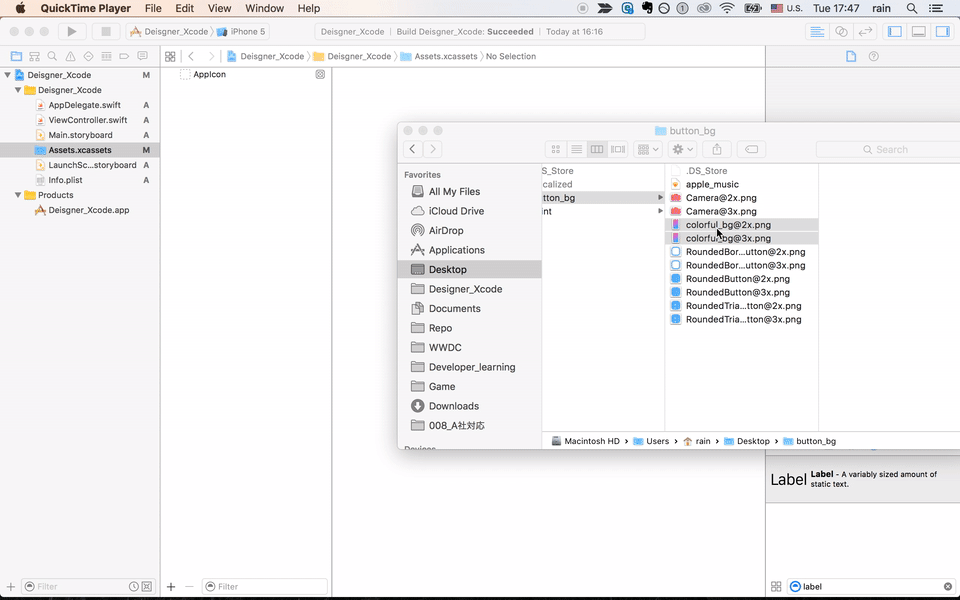 QuickTime Player File Edit View Window Help U.S. Tue 17:47 rain
Deisgner_Xcode iPhone 5 Deisgner_Xcode Build Deisgner_Xcode: Succeeded Today at 16:16
Deisgner_Xcode Deisgner_Xcode Assets.xcassets No Selection
Deisgner_Xcode M
Deisgner_Xcode
AppDelegate.swift A
ViewController.swift A
Main.storyboard A
Assets.xcassets M
LaunchSc...storyboard A
Info.plist A
Products
Deisgner_Xcode.app
AppIcon
button_bg
Search
Favorites
All My Files
iCloud Drive
AirDrop
Applications
Desktop
Designer_Xcode
Documents
Repo
WWDC
Developer_learning
Game
Downloads
008_A社対応
Devices
S_Store
calized
tton_bg
int
.DS_Store
apple_music
Camera@2x.png
Camera@3x.png
colorful_bg@2x.png
colorful_bg@3x.png
RoundedBor...utton@2x.png
RoundedBor...utton@3x.png
RoundedButton@2x.png
RoundedButton@3x.png
RoundedTria...tton@2x.png
RoundedTria...tton@3x.png
Macintosh HD Users rain Desktop button_bg
Label Label - A variably sized amount of
static text.
Filter
Filter
label